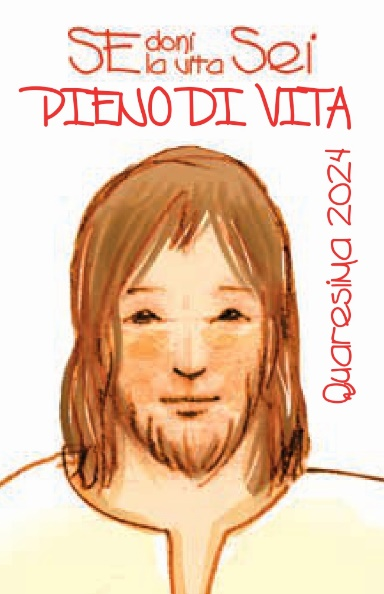 SE doni la vita Sei
PIENO DI VITA
Quaresima 2024